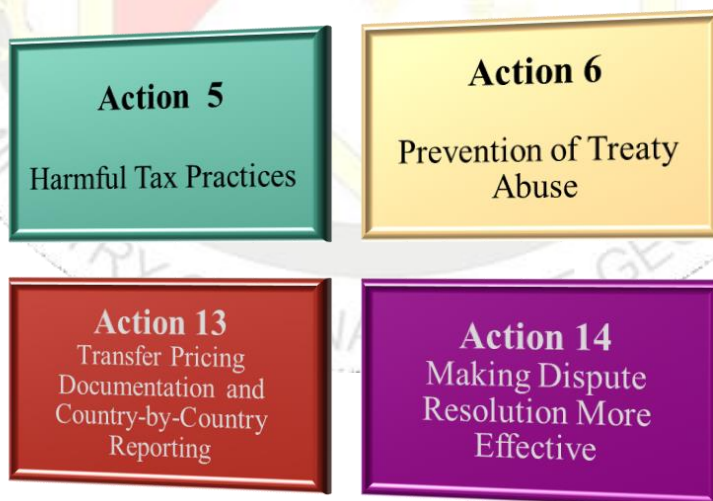 Action 5
Harmful Tax Practices
Action 6
Prevention of Treaty
Abuse
Action 13
Transfer Pricing
Documentation and
Country-by-Country
Reporting
Action 14
Making Dispute
Resolution More
Effective